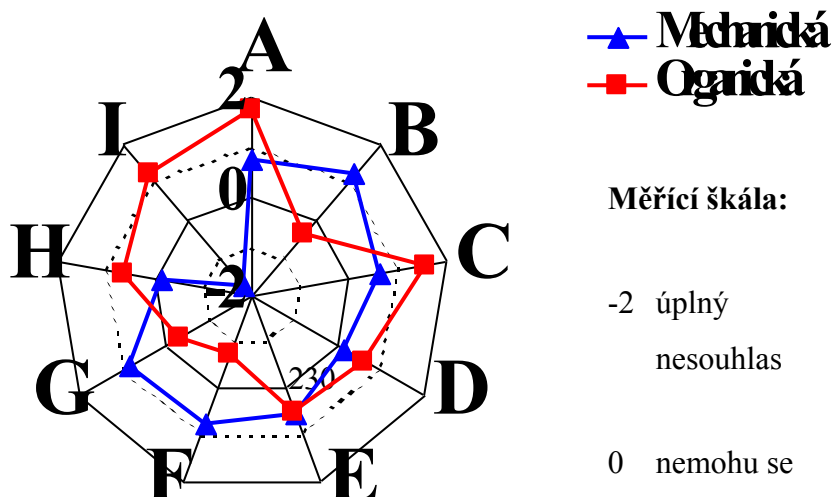 A
2
Mechanická
Organická
I
B
0
Měřící škála:
H
C
-2
-2 úplný
nesouhlas
230
G
D
0 nemohu se
F
E